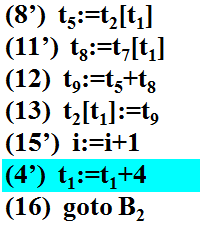 (8’) t₅:=t₂[t₁]
(11’) t₈:=t₇[t₁]
(12) t₉:=t₅+t₈
(13) t₂[t₁]:=t₉
(15’) i:=i+1
(4’) t₁:=t₁+4
(16) goto B₂